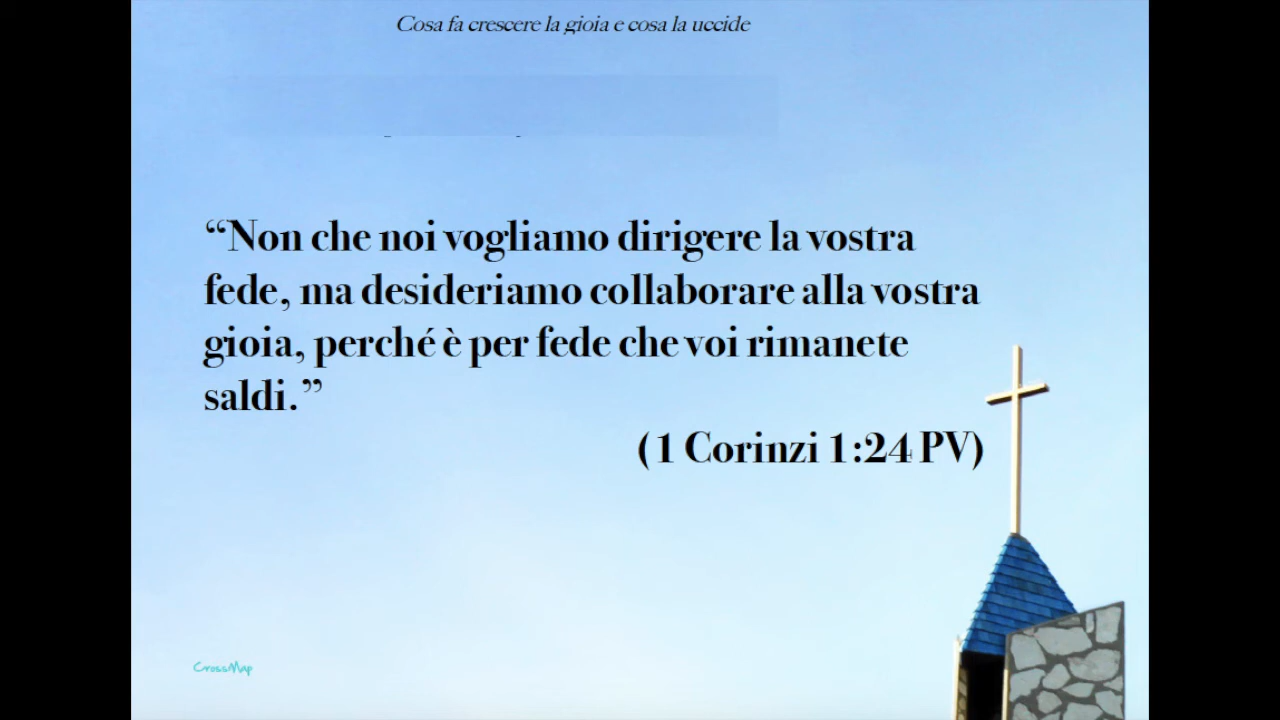 Cosa fa crescere la gioia e cosa la uccide
“Non che noi vogliamo dirigere la vostra
fede, ma desideriamo collaborare alla vostra
gioia, perché è per fede che voi rimanete
saldi.”
(1 Corinzi 1:24 PV)
CrossMap